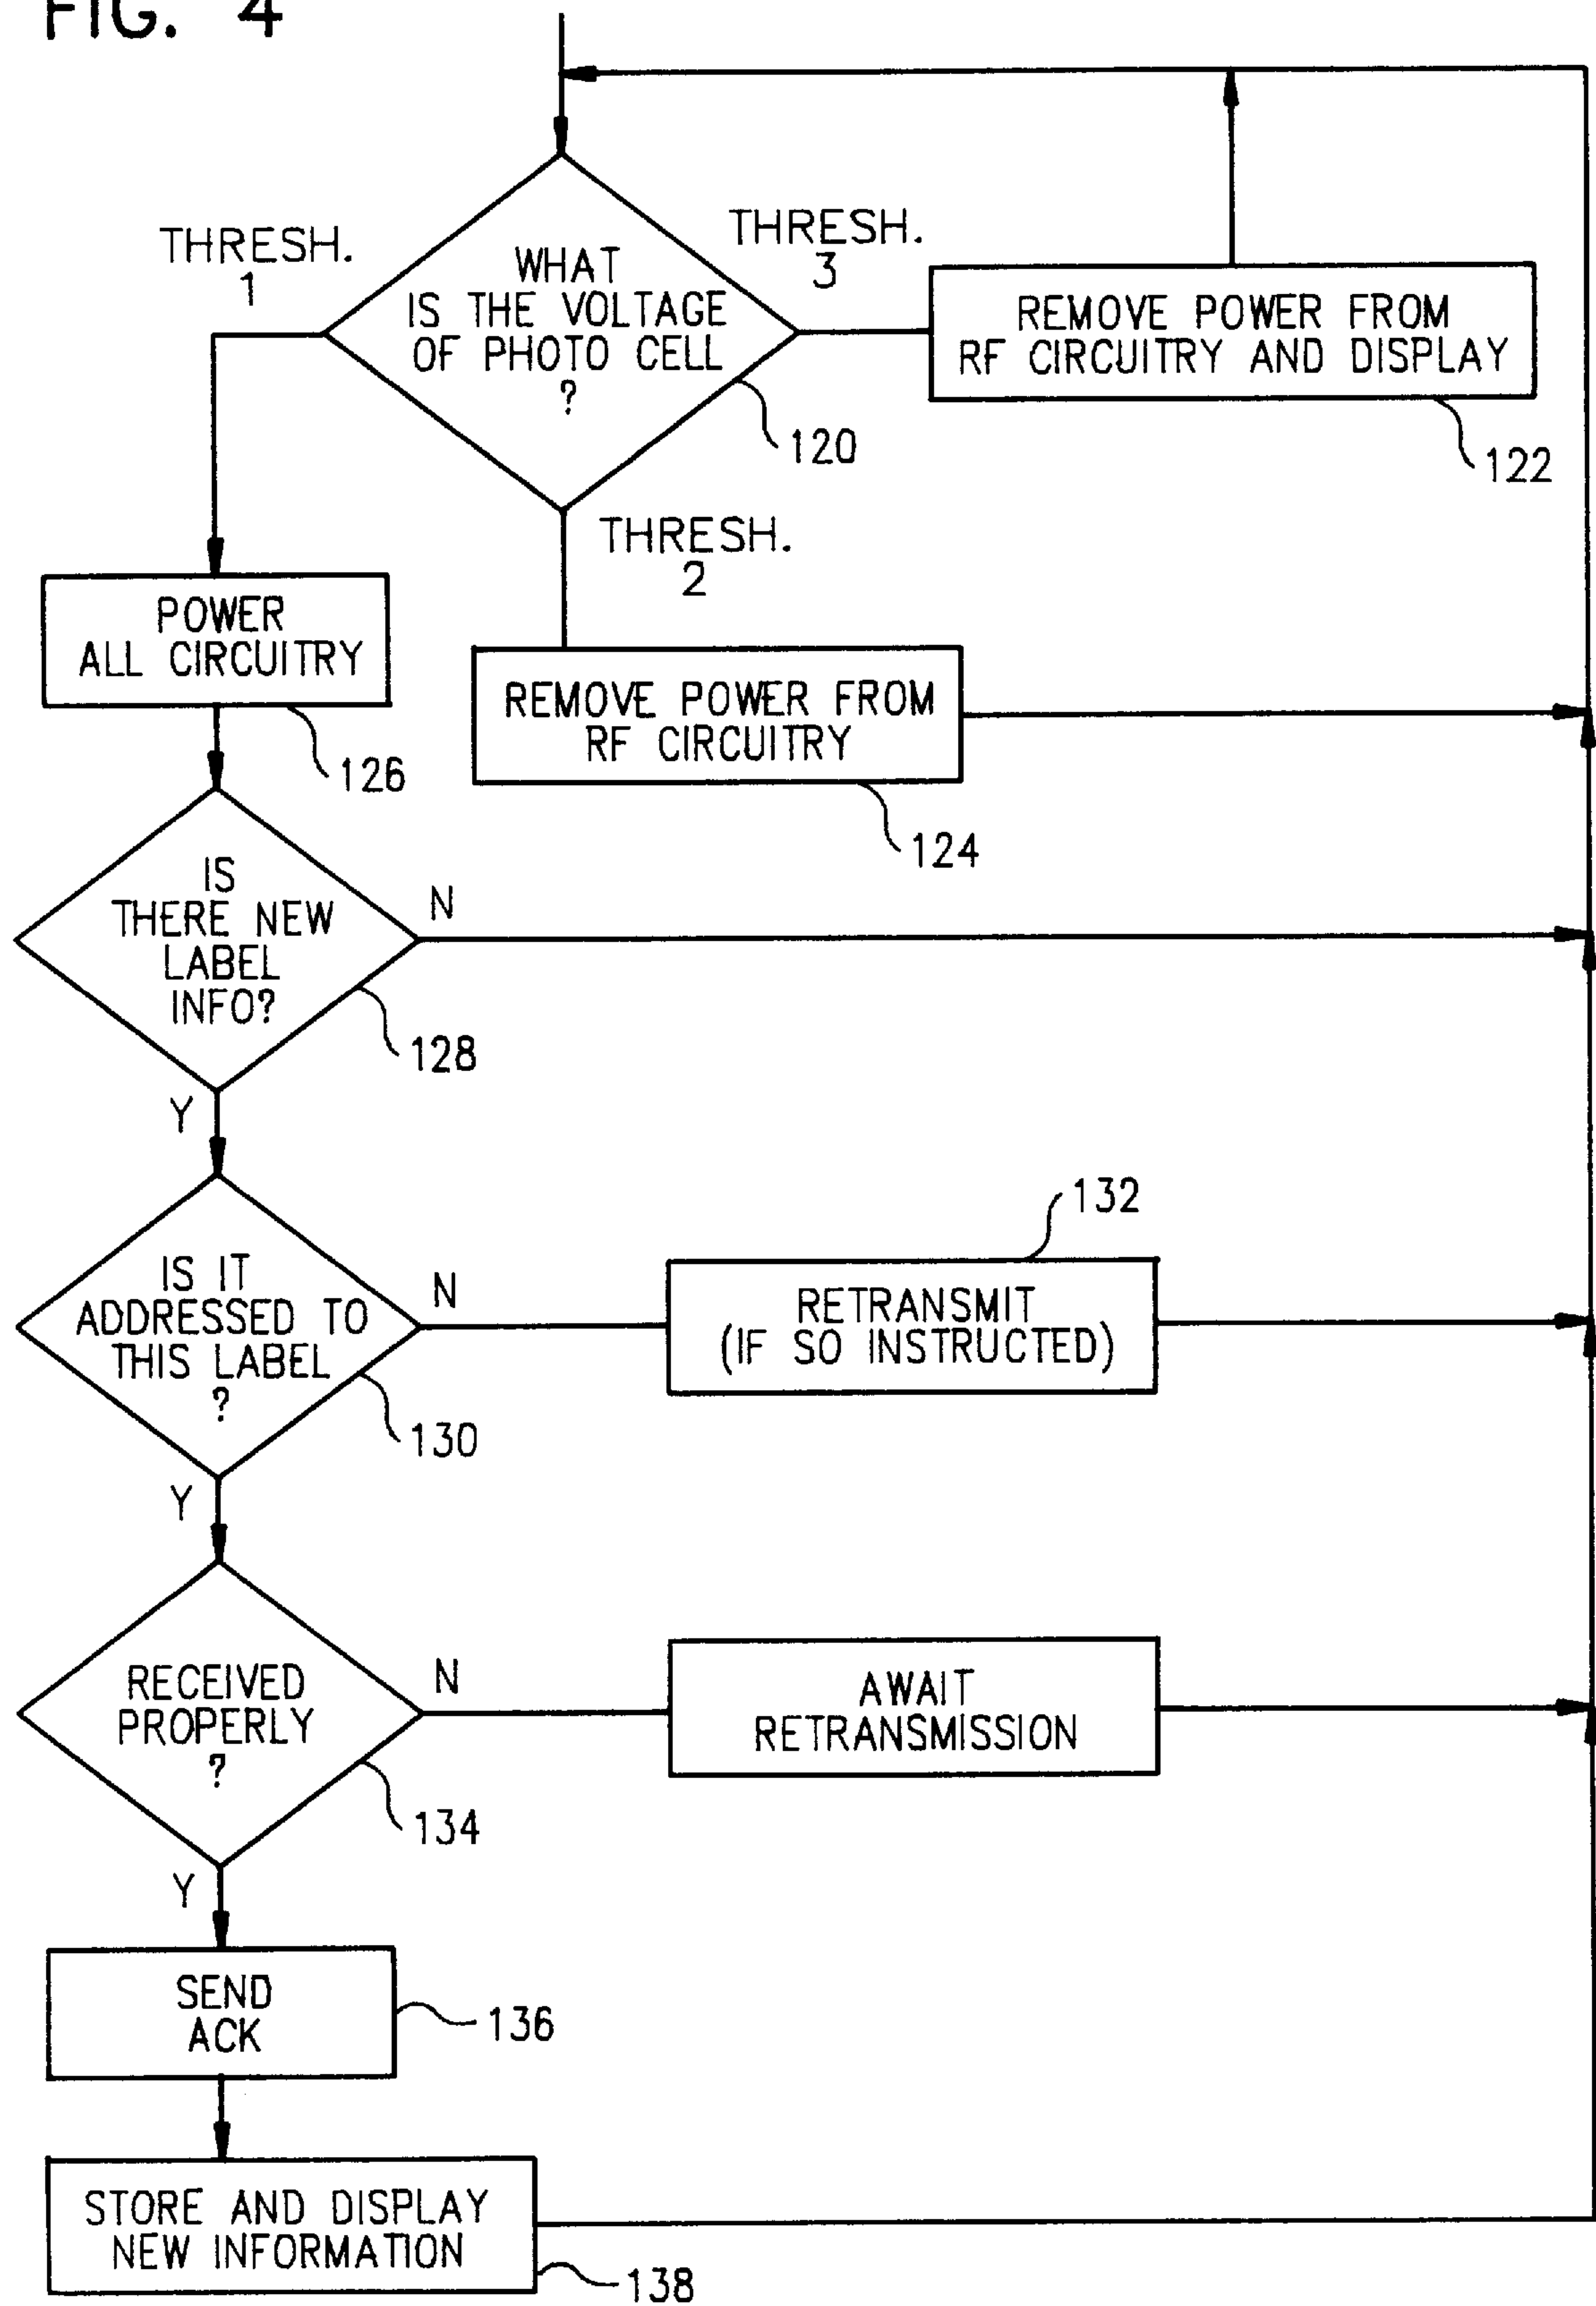 FIG. 4
THRESH.
1
WHAT
IS THE VOLTAGE
OF PHOTO CELL
?
THRESH.
3
REMOVE POWER FROM
RF CIRCUITRY AND DISPLAY
120
122
THRESH.
2
POWER
ALL CIRCUITRY
126
REMOVE POWER FROM
RF CIRCUITRY
124
IS
THERE NEW
LABEL
INFO?
N
128
Y
IS IT
ADDRESSED TO
THIS LABEL
?
N
130
RETRANSMIT
(IF SO INSTRUCTED)
132
Y
RECEIVED
PROPERLY
?
N
134
AWAIT
RETRANSMISSION
Y
SEND
ACK
136
STORE AND DISPLAY
NEW INFORMATION
138